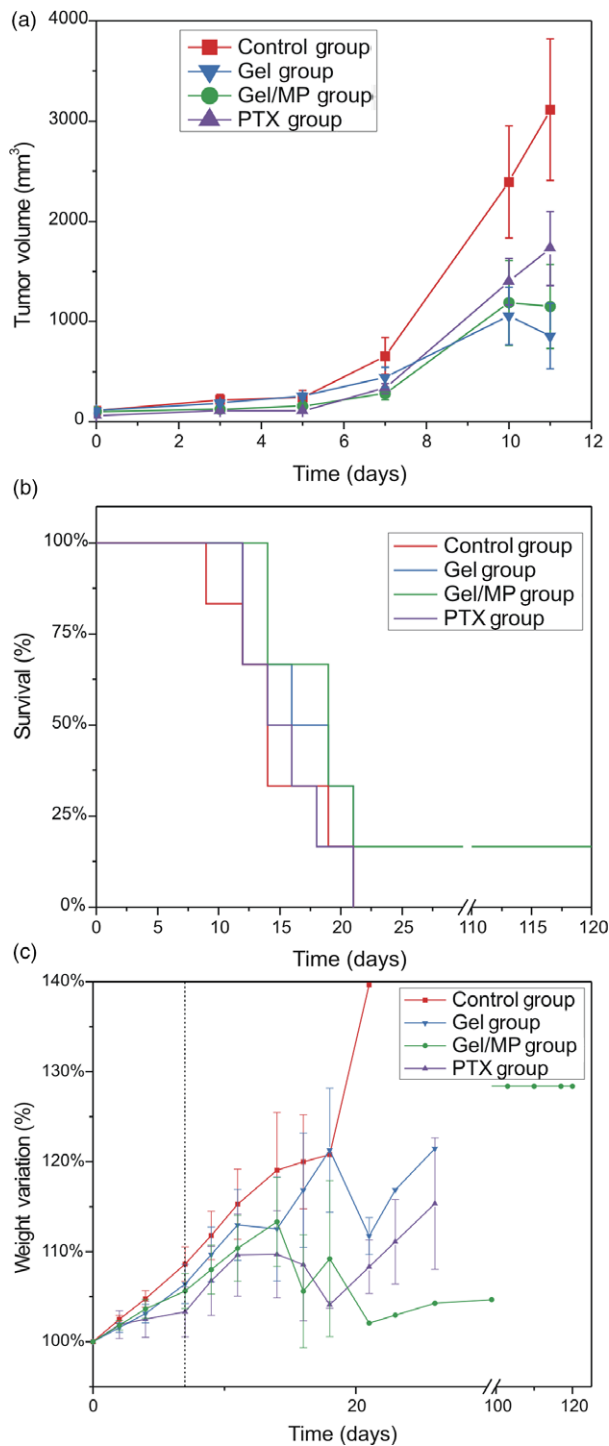 (a)
4000
3000
2000
1000
0
Tumor volume (mm³)
Control group
Gel group
Gel/MP group
PTX group
0 2 4 6 8 10 12
Time (days)
(b)
100%
75%
50%
25%
0%
Survival (%)
Control group
Gel group
Gel/MP group
PTX group
0 5 10 15 20 25 110 115 120
Time (days)
(c)
140%
130%
120%
110%
100%
Weight variation (%)
Control group
Gel group
Gel/MP group
PTX group
0 20 100 120
Time (days)